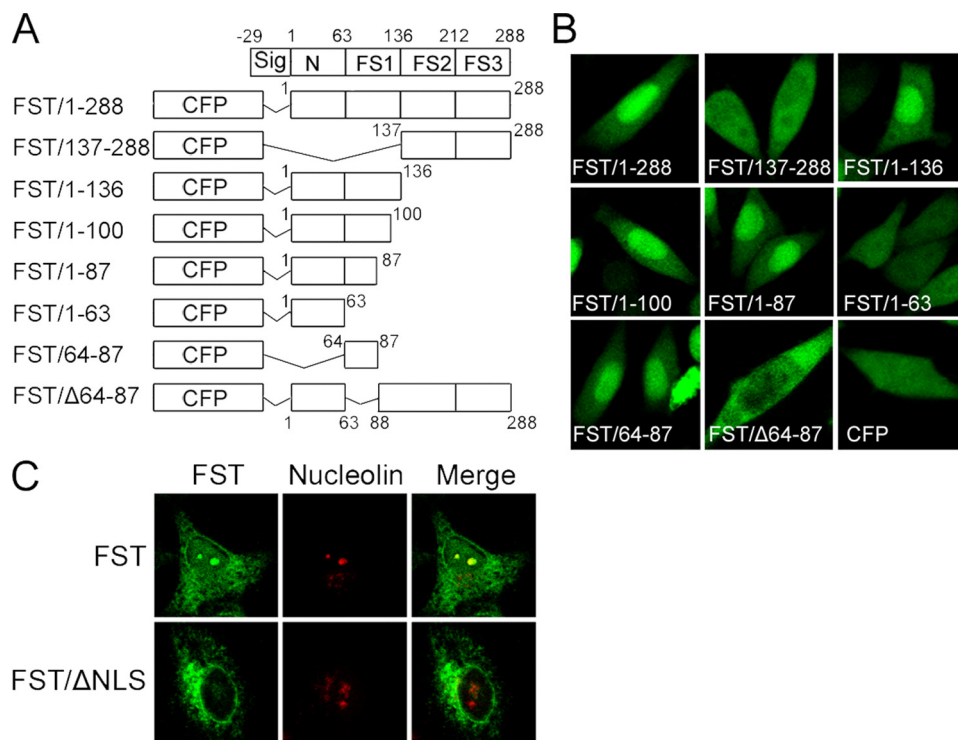 A
-29 1 63 136 212 288
Sig N FS1 FS2 FS3
FST/1-288 CFP 1 288
FST/137-288 CFP 137 288
FST/1-136 CFP 1 136
FST/1-100 CFP 1 100
FST/1-87 CFP 1 87
FST/1-63 CFP 1 63
FST/64-87 CFP 64 87
FST/Δ64-87 CFP
1 63 88 288
B
FST/1-288 FST/137-288 FST/1-136
FST/1-100 FST/1-87 FST/1-63
FST/64-87 FST/Δ64-87 CFP
C
FST Nucleolin Merge
FST
FST/ΔNLS